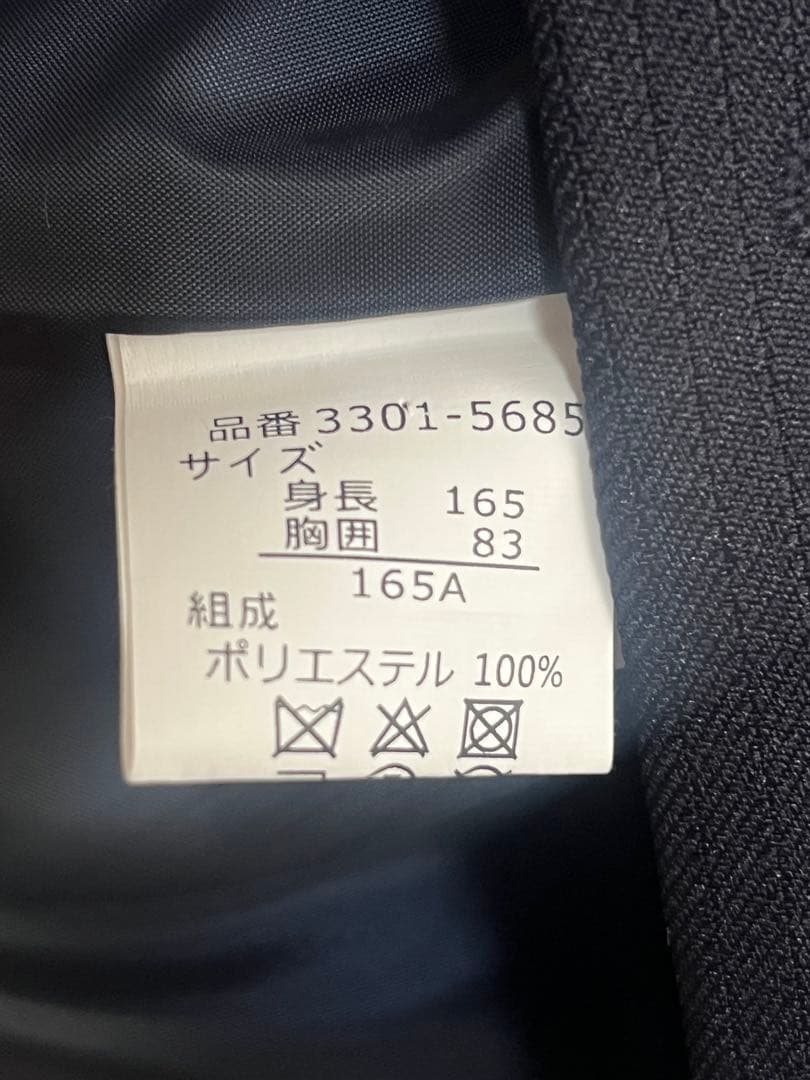 品番 3301-5685
サイズ
身長 165
胸囲 83
165A
組成
ポリエステル 100%